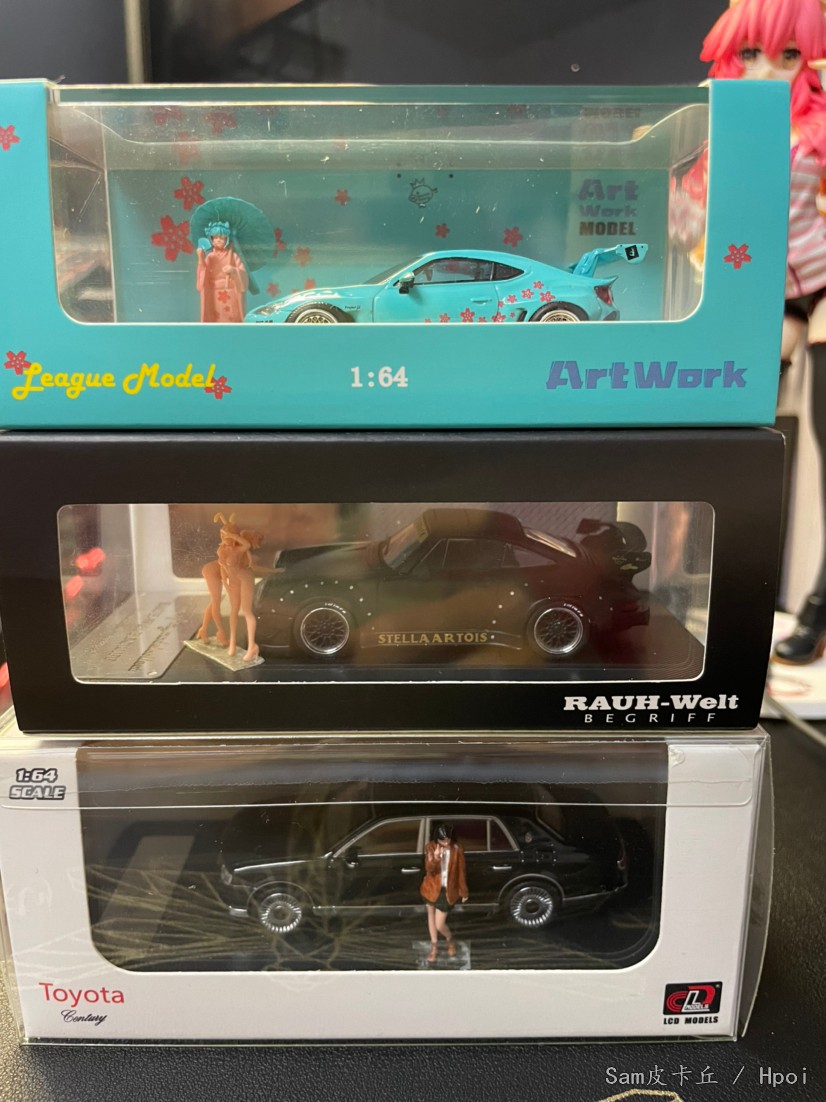 MODEL
Art
Work
MODEL
League Model
1:64
ArtWork
STELLA ARTOIS
RAUH-Welt
BEGRIFF
1:64
SCALE
Toyota
Century
LCD MODELS
Sam皮卡丘 / Hpoi